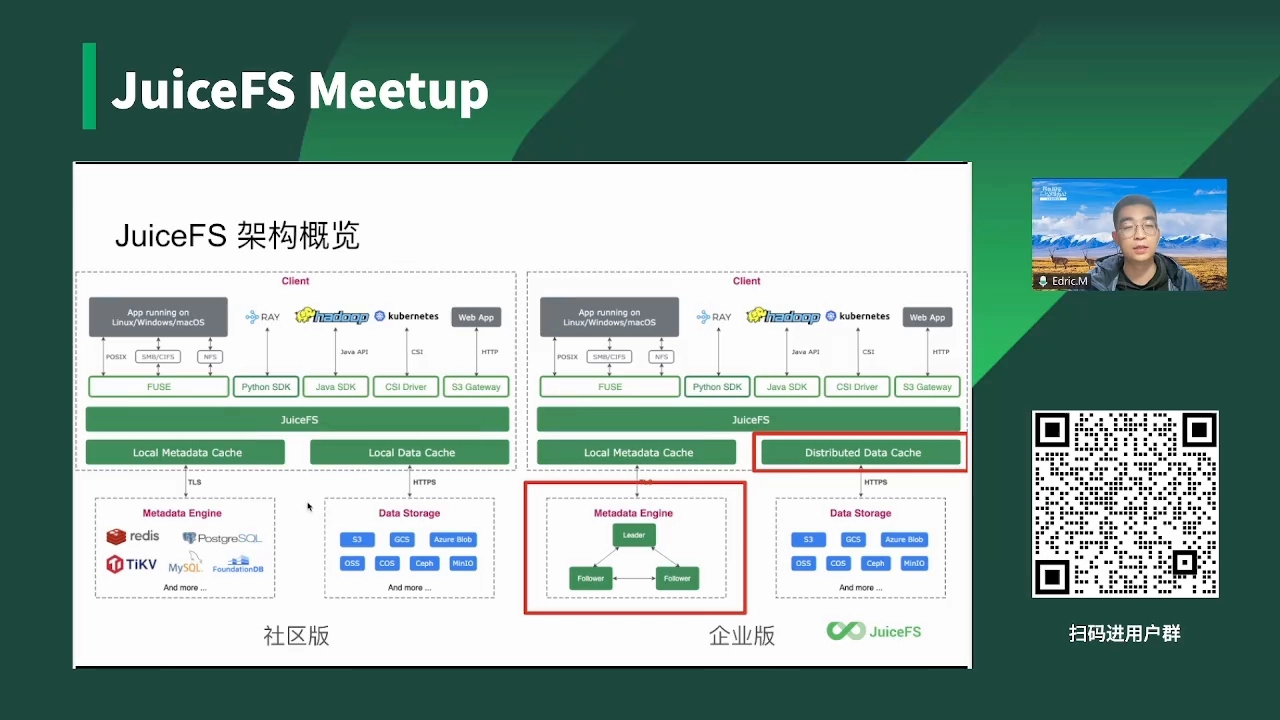 JuiceFS Meetup
JuiceFS 架构概览
Client
App running on
Linux/Windows/macOS
RAY
hadoop
kubernetes
Web App
POSIX
SMB/CIFS
NFS
Java API
CSI
HTTP
FUSE
Python SDK
Java SDK
CSI Driver
S3 Gateway
JuiceFS
Local Metadata Cache
Local Data Cache
TLS
HTTPS
Metadata Engine
redis
PostgreSQL
TiKV
MySQL
FoundationDB
And more ...
Data Storage
S3
GCS
Azure Blob
OSS
COS
Ceph
MinIO
And more ...
社区版
Client
App running on
Linux/Windows/macOS
RAY
hadoop
kubernetes
Web App
POSIX
SMB/CIFS
NFS
Java API
CSI
HTTP
FUSE
Python SDK
Java SDK
CSI Driver
S3 Gateway
JuiceFS
Local Metadata Cache
Distributed Data Cache
TLS
HTTPS
Metadata Engine
Leader
Follower
Follower
Data Storage
S3
GCS
Azure Blob
OSS
COS
Ceph
MinIO
And more ...
企业版
JuiceFS
Edric.M
扫码进用户群